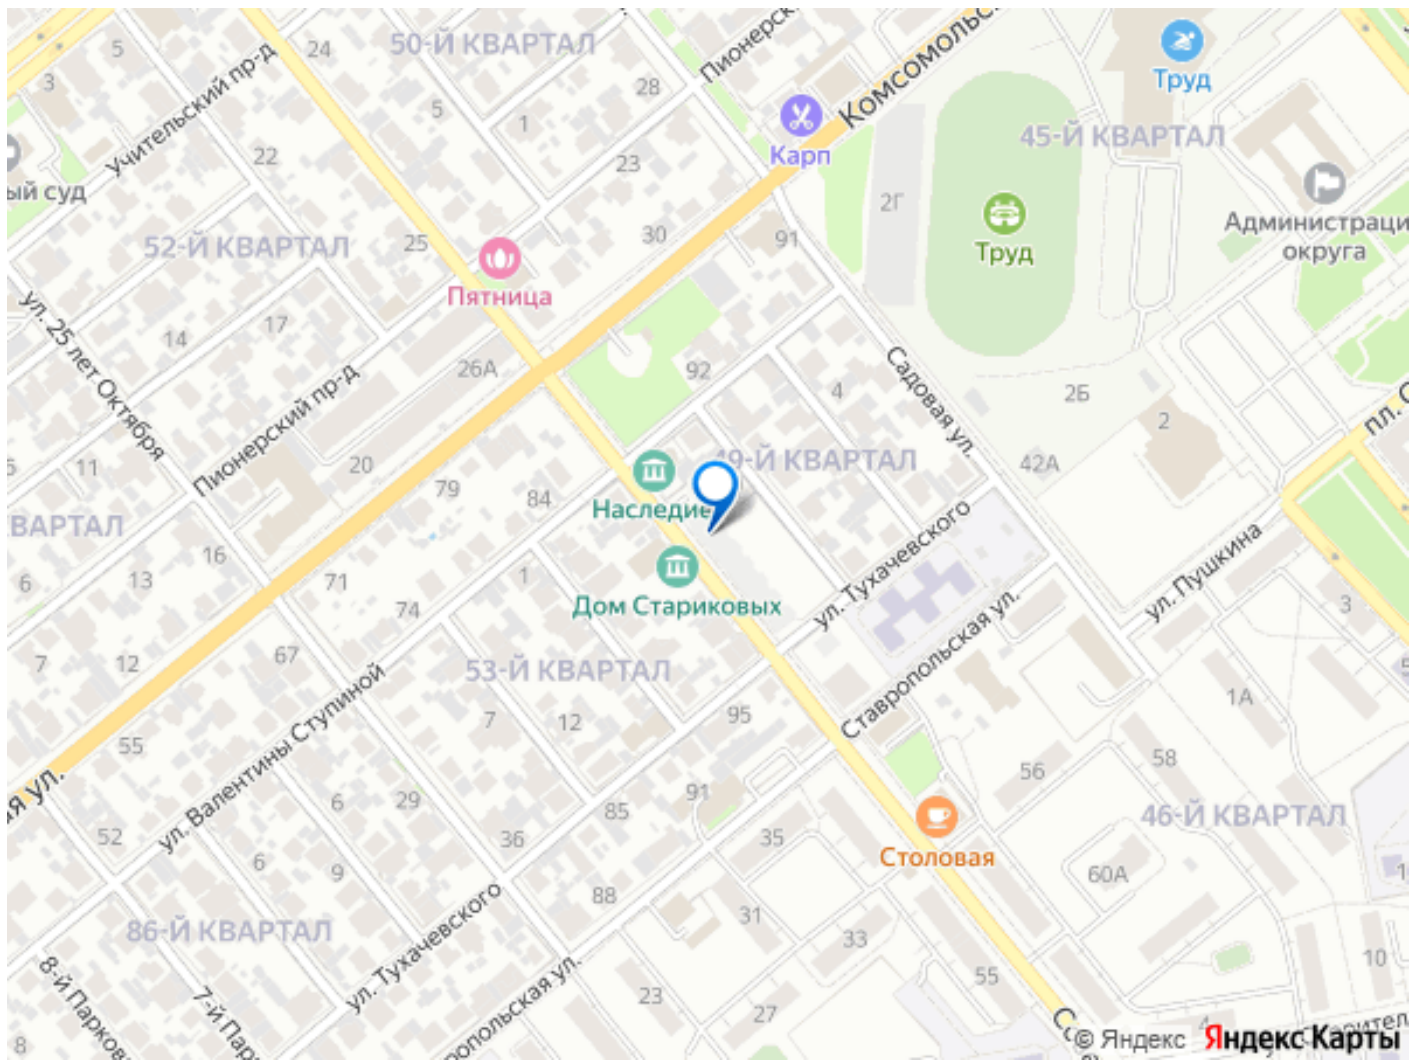 50-Й КВАРТАЛ
24
5
3
Учительский пр-д
Пионерск
28
5
1
Комсомольс
Труд
Карп
45-Й КВАРТАЛ
ый суд
22
23
2Г
Администраци
округа
52-Й КВАРТАЛ
25
30
91
Труд
Пятница
ул. 25 лет Октября
17
14
26А
92
4
Садовая ул.
2Б
2
пл. С
Пионерский пр-д
11
20
79
84
49-Й КВАРТАЛ
42А
Наследие
КВАРТАЛ
16
6
13
71
74
1
Дом Стариковых
ул. Тухачевского
ул. Пушкина
3
Ставропольская ул.
7
12
67
53-Й КВАРТАЛ
1А
55
7
12
95
58
56
ая ул.
ул. Валентины Ступиной
6
29
85
91
46-Й КВАРТАЛ
52
6
9
36
35
Столовая
60А
88
86-Й КВАРТАЛ
31
33
ул. Тухачевского
10
8-й Парков
7-й Пар
ропольская ул.
23
27
55
8
4
© Яндекс Яндекс Карты